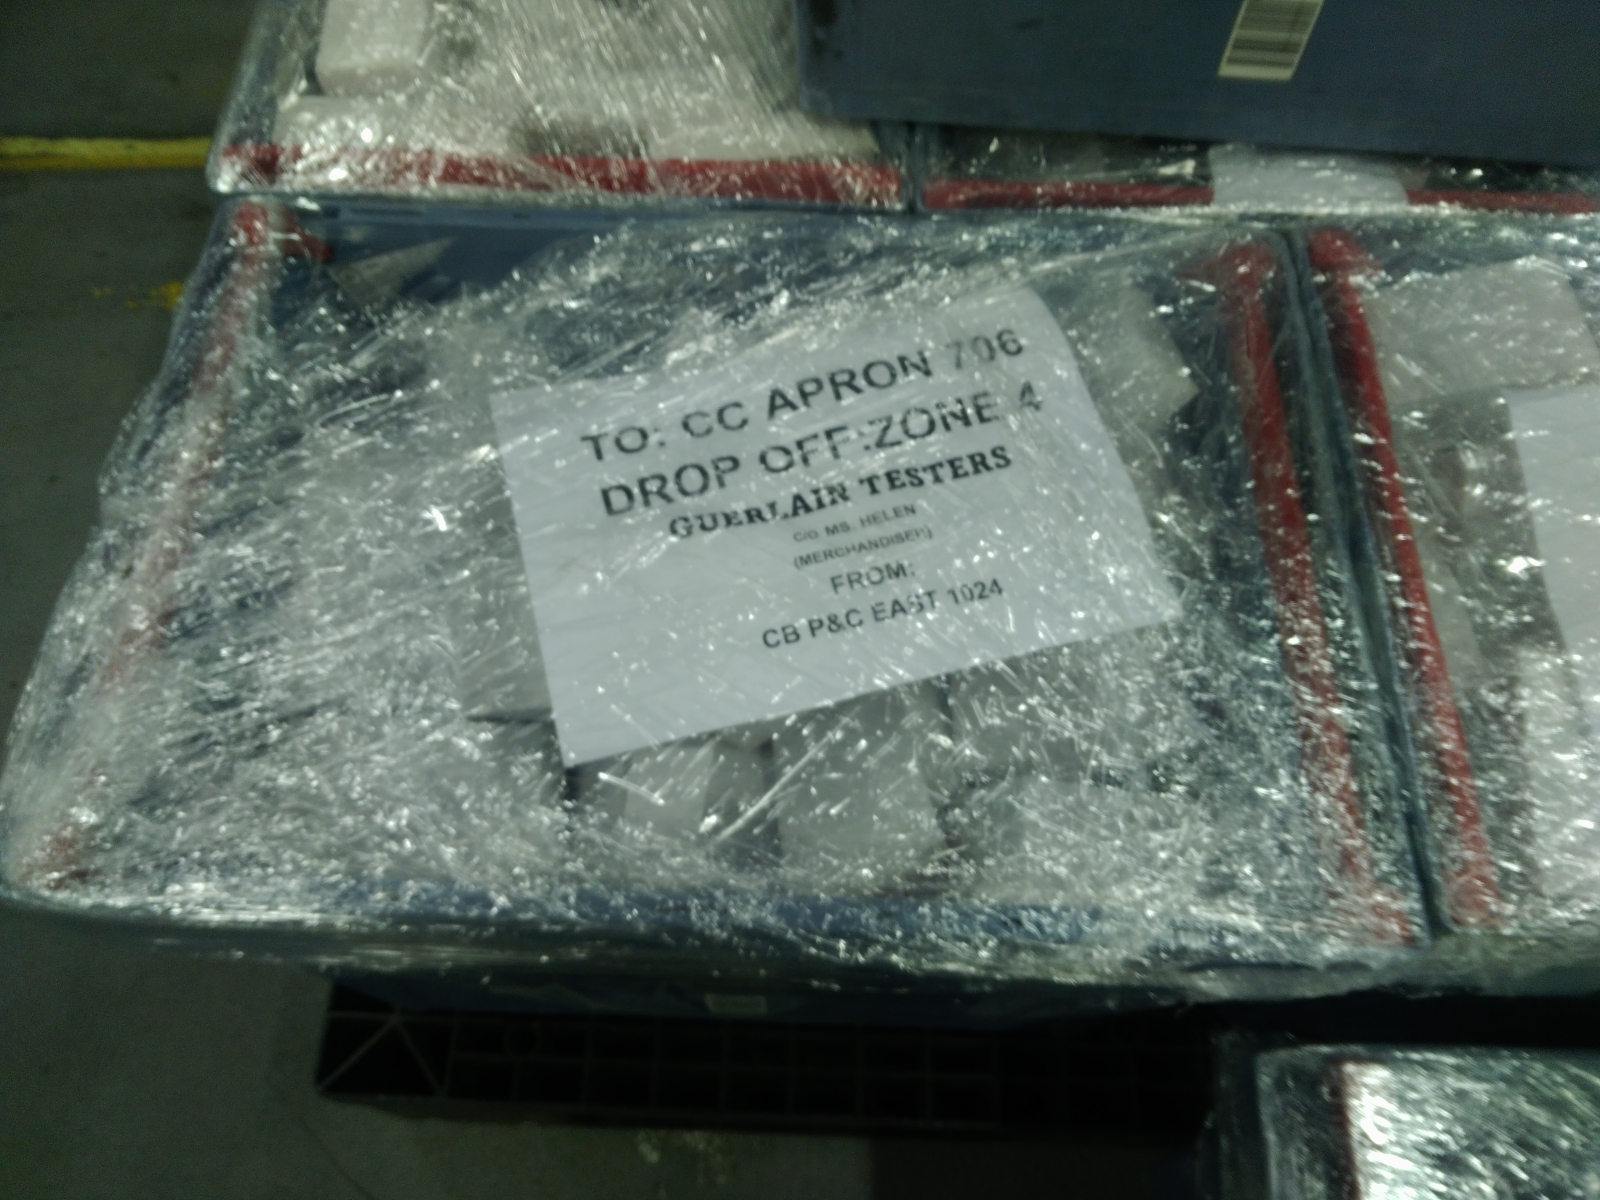 TO: CC APRON 706
DROP OFF:ZONE 4
GUERLAIN TESTERS
C/O MS. HELEN
(MERCHANDISER)
FROM:
CB P&C EAST 1024